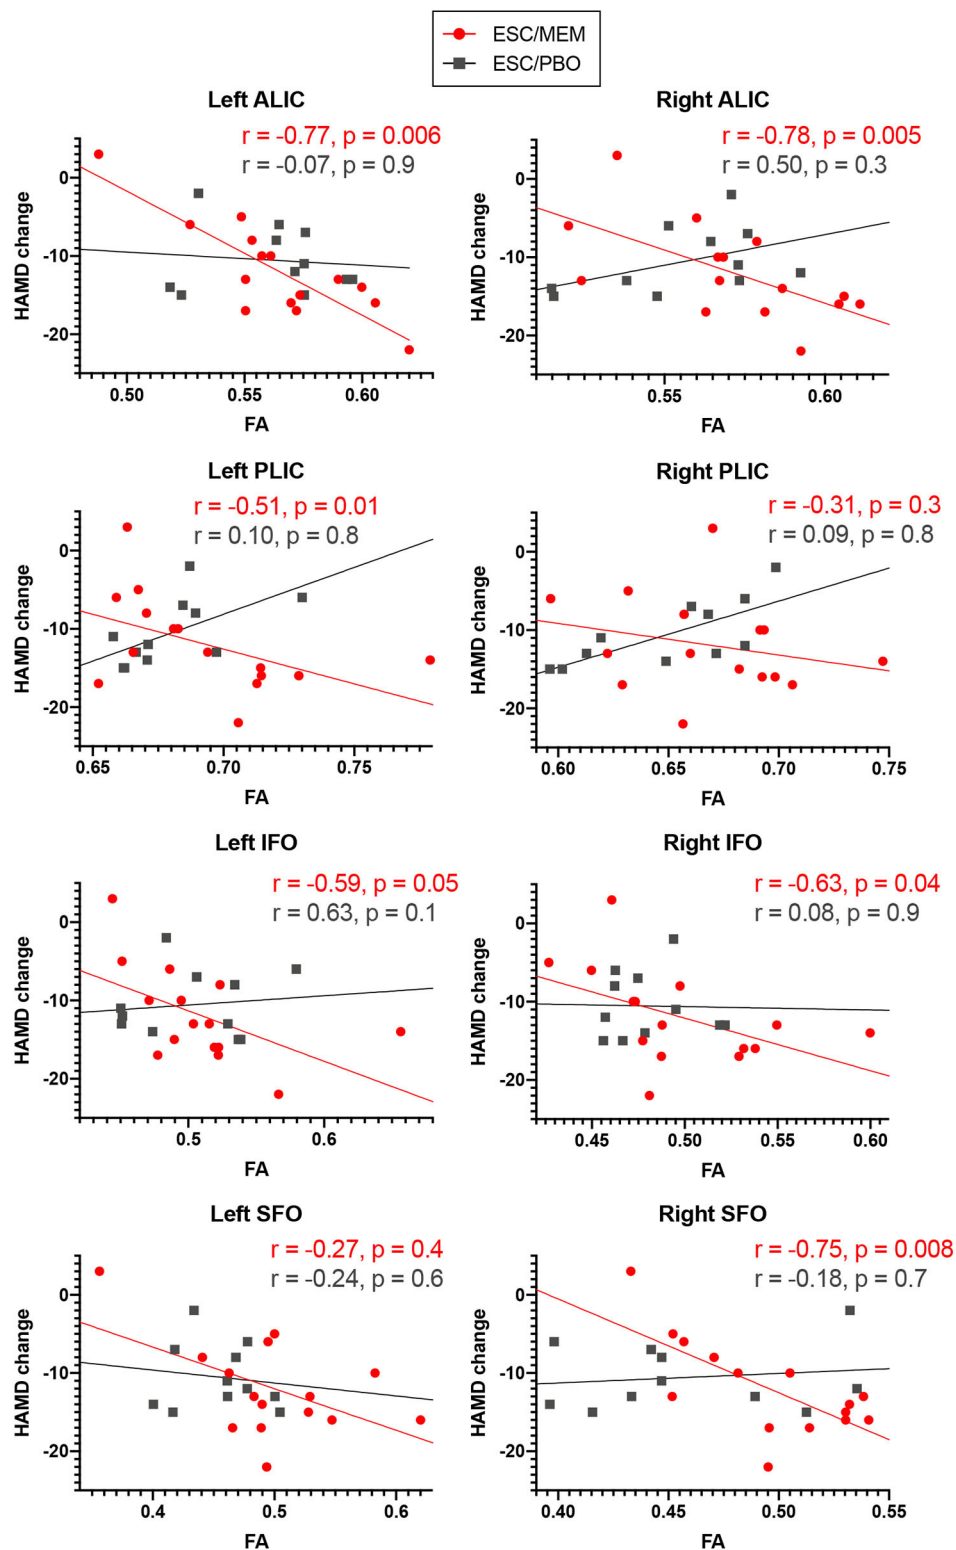 ESC/MEM
ESC/PBO
Left ALIC
r = -0.77, p = 0.006
r = -0.07, p = 0.9
HAMD change
0
-10
-20
0.50 0.55 0.60
FA
Right ALIC
r = -0.78, p = 0.005
r = 0.50, p = 0.3
HAMD change
0
-10
-20
0.55 0.60
FA
Left PLIC
r = -0.51, p = 0.01
r = 0.10, p = 0.8
HAMD change
0
-10
-20
0.65 0.70 0.75
FA
Right PLIC
r = -0.31, p = 0.3
r = 0.09, p = 0.8
HAMD change
0
-10
-20
0.60 0.65 0.70 0.75
FA
Left IFO
r = -0.59, p = 0.05
r = 0.63, p = 0.1
HAMD change
0
-10
-20
0.5 0.6
FA
Right IFO
r = -0.63, p = 0.04
r = 0.08, p = 0.9
HAMD change
0
-10
-20
0.45 0.50 0.55 0.60
FA
Left SFO
r = -0.27, p = 0.4
r = -0.24, p = 0.6
HAMD change
0
-10
-20
0.4 0.5 0.6
FA
Right SFO
r = -0.75, p = 0.008
r = -0.18, p = 0.7
HAMD change
0
-10
-20
0.40 0.45 0.50 0.55
FA